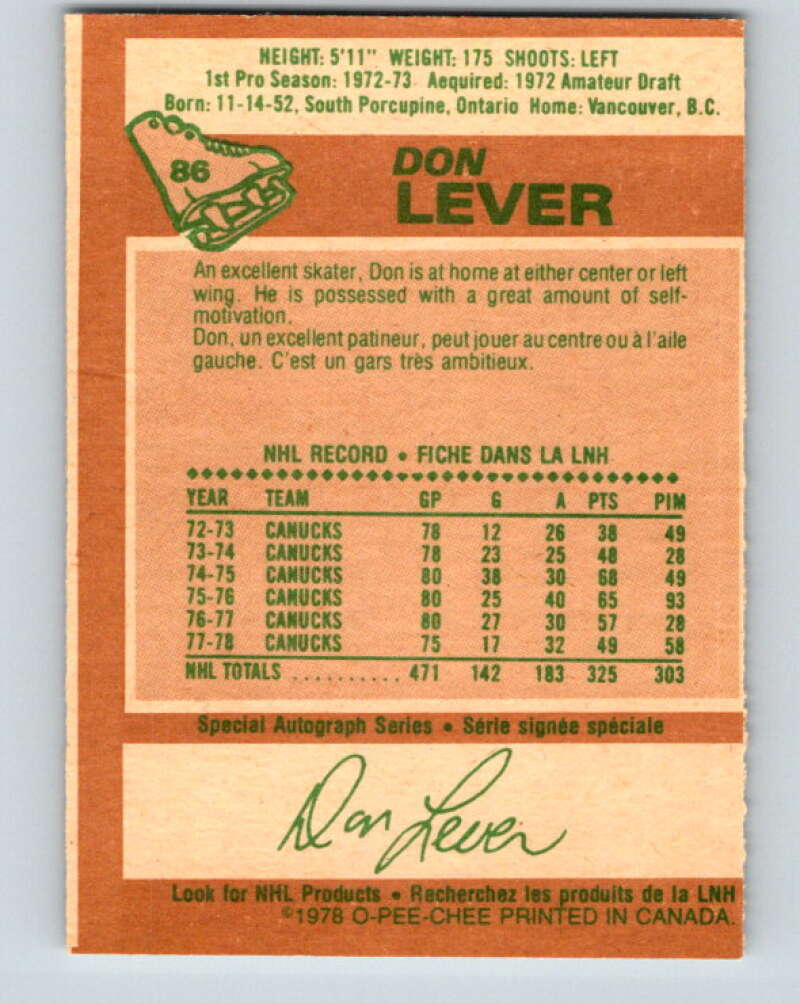 HEIGHT: 5'11" WEIGHT: 175 SHOOTS: LEFT
1st Pro Season: 1972-73 Acquired: 1972 Amateur Draft
Born: 11-14-52, South Porcupine, Ontario Home: Vancouver, B.C.
86
DON
LEVER
An excellent skater, Don is at home at either center or left
wing. He is possessed with a great amount of self-
motivation.
Don, un excellent patineur, peut jouer au centre ou à l'aile
gauche. C'est un gars très ambitieux.
NHL RECORD • FICHE DANS LA LNH
YEAR TEAM GP G A PTS PIM
72-73 CANUCKS 78 12 26 38 49
73-74 CANUCKS 78 23 25 48 28
74-75 CANUCKS 80 38 30 68 49
75-76 CANUCKS 80 25 40 65 93
76-77 CANUCKS 80 27 30 57 28
77-78 CANUCKS 75 17 32 49 58
NHL TOTALS .......... 471 142 183 325 303
Special Autograph Series • Série signée spéciale
Don Lever
Look for NHL Products • Recherchez les produits de la LNH
©1978 O-PEE-CHEE PRINTED IN CANADA.